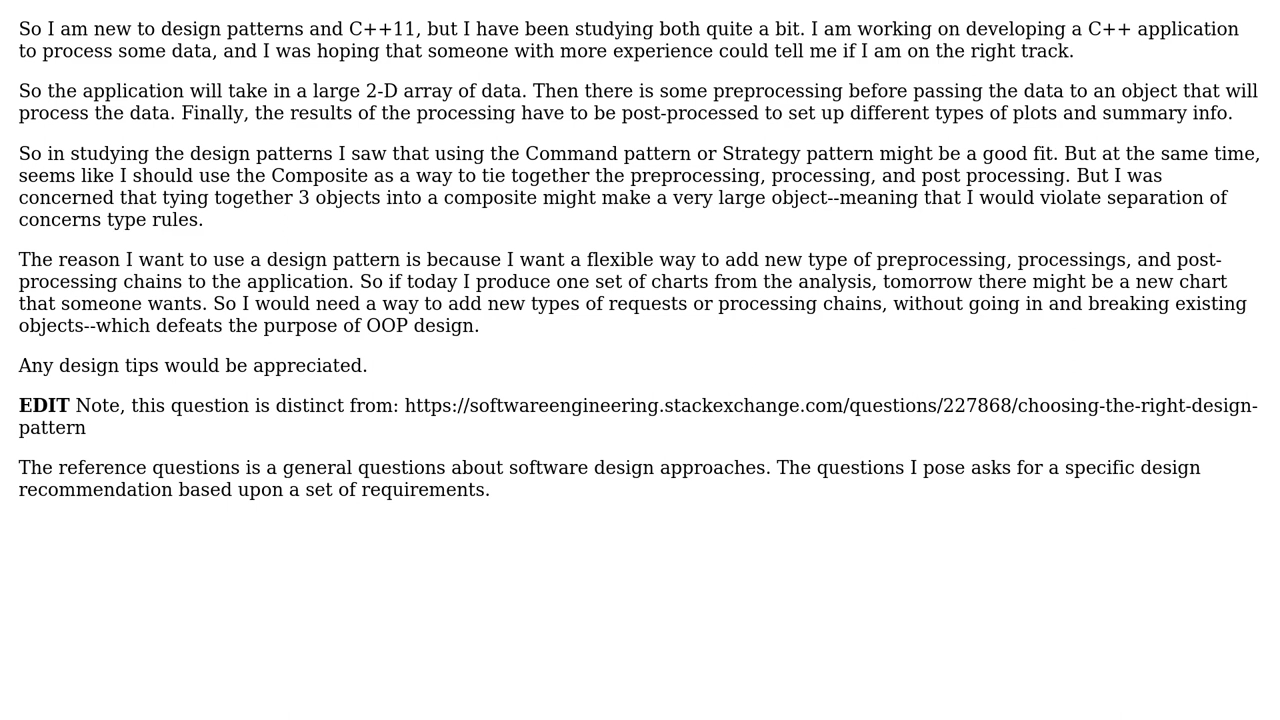 So I am new to design patterns and C++11, but I have been studying both quite a bit. I am working on developing a C++ application
to process some data, and I was hoping that someone with more experience could tell me if I am on the right track.
So the application will take in a large 2-D array of data. Then there is some preprocessing before passing the data to an object that will
process the data. Finally, the results of the processing have to be post-processed to set up different types of plots and summary info.
So in studying the design patterns I saw that using the Command pattern or Strategy pattern might be a good fit. But at the same time,
seems like I should use the Composite as a way to tie together the preprocessing, processing, and post processing. But I was
concerned that tying together 3 objects into a composite might make a very large object--meaning that I would violate separation of
concerns type rules.
The reason I want to use a design pattern is because I want a flexible way to add new type of preprocessing, processings, and post-
processing chains to the application. So if today I produce one set of charts from the analysis, tomorrow there might be a new chart
that someone wants. So I would need a way to add new types of requests or processing chains, without going in and breaking existing
objects--which defeats the purpose of OOP design.
Any design tips would be appreciated.
EDIT Note, this question is distinct from: https://softwareengineering.stackexchange.com/questions/227868/choosing-the-right-design-
pattern
The reference questions is a general questions about software design approaches. The questions I pose asks for a specific design
recommendation based upon a set of requirements.